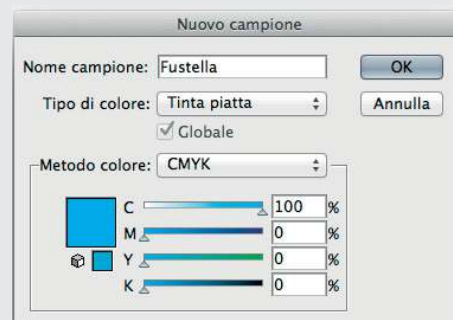 Nuovo campione
Nome campione: Fustella OK
Tipo di colore: Tinta piatta Annulla
Globale
Metodo colore: CMYK
C 100 %
M 0 %
Y 0 %
K 0 %